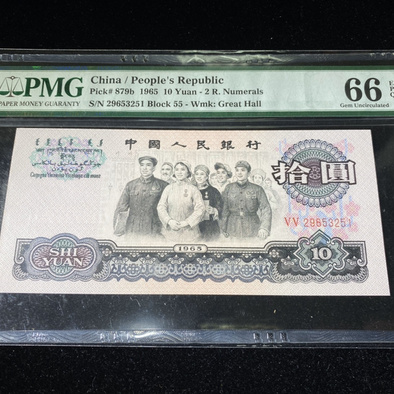 PMG
PAPER MONEY GUARANTY
China / People's Republic
Pick# 879b 1965 10 Yuan - 2 R. Numerals
S/N 29653251 Block 55 - Wmk: Great Hall
66 E
Gem Uncirculated
中國人民銀行
拾圓
VV 29653251
1965
SHI
YUAN
10